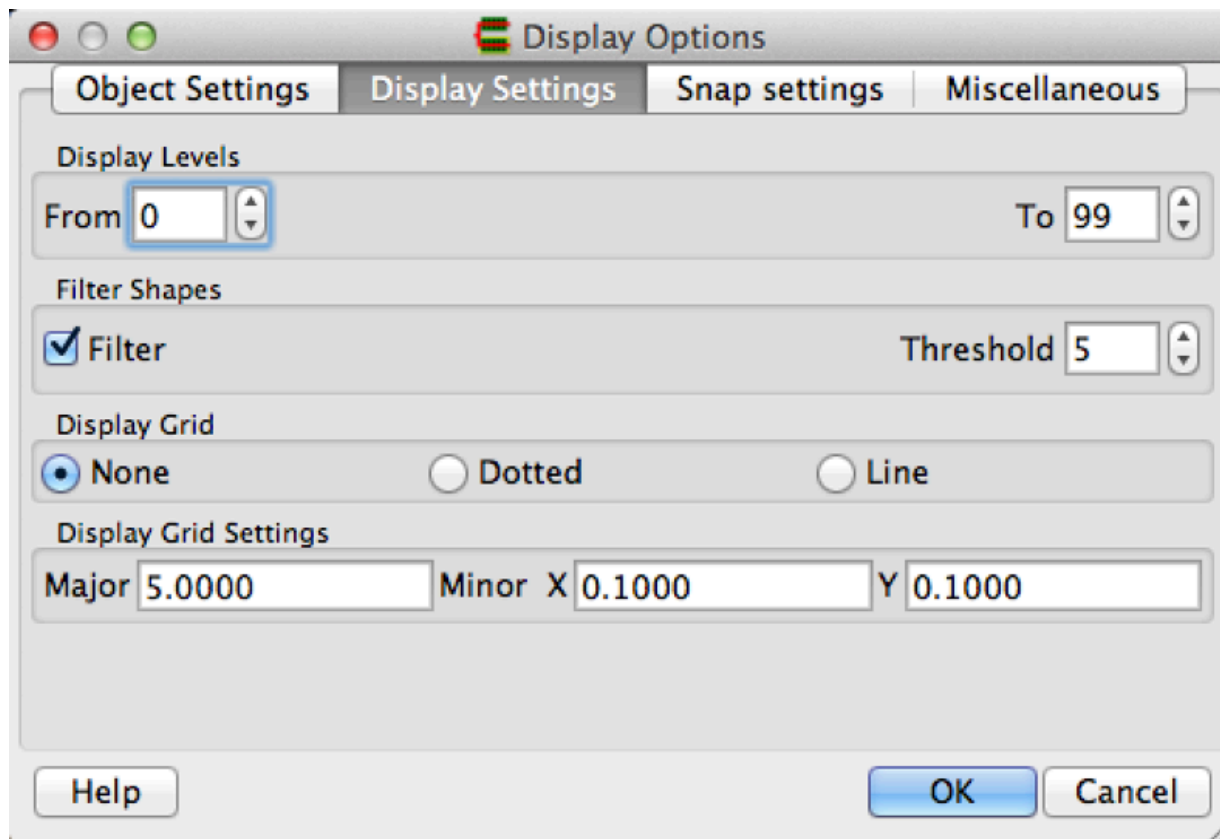 Display Options
Object Settings Display Settings Snap settings Miscellaneous
Display Levels
From 0 To 99
Filter Shapes
Filter Threshold 5
Display Grid
None Dotted Line
Display Grid Settings
Major 5.0000 Minor X 0.1000 Y 0.1000
Help OK Cancel